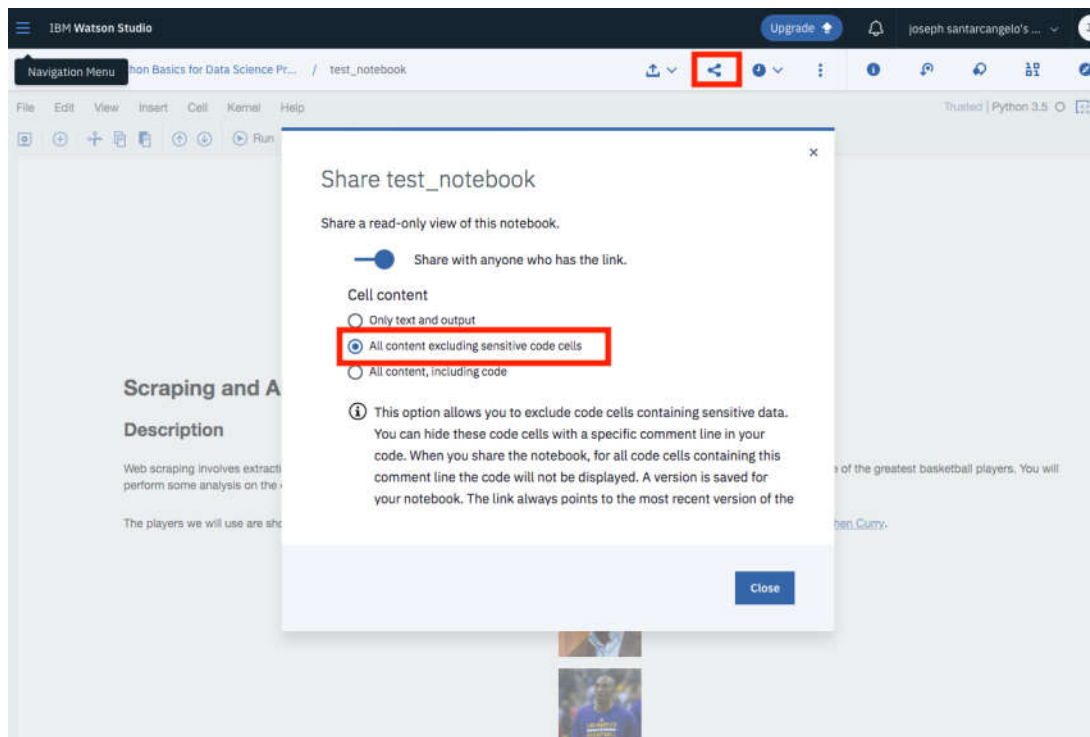 IBM Watson Studio
Upgrade
joseph santarcangelo's ...
Navigation Menu
hon Basics for Data Science Pr... / test_notebook
File Edit View Insert Cell Kernel Help
Trusted | Python 3.5
Run
Share test_notebook
Share a read-only view of this notebook.
Share with anyone who has the link.
Cell content
Only text and output
All content excluding sensitive code cells
All content, including code
This option allows you to exclude code cells containing sensitive data.
You can hide these code cells with a specific comment line in your
code. When you share the notebook, for all code cells containing this
comment line the code will not be displayed. A version is saved for
your notebook. The link always points to the most recent version of the
Close
Scraping and A
Description
Web scraping involves extracti
of the greatest basketball players. You will
perform some analysis on the
The players we will use are sho
hen Curry.